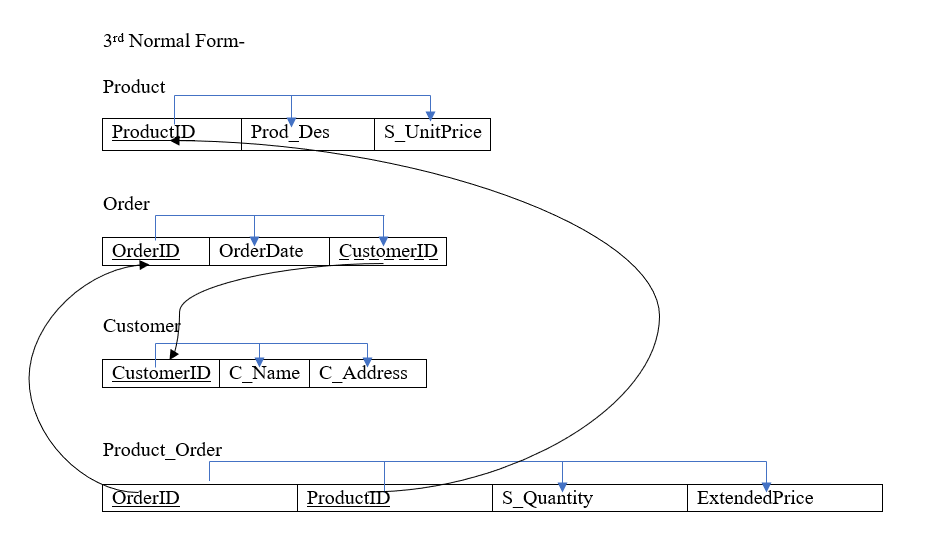 3rd Normal Form-
Product
ProductID Prod_Des S_UnitPrice
Order
OrderID OrderDate CustomerID
Customer
CustomerID C_Name C_Address
Product_Order
OrderID ProductID S_Quantity ExtendedPrice